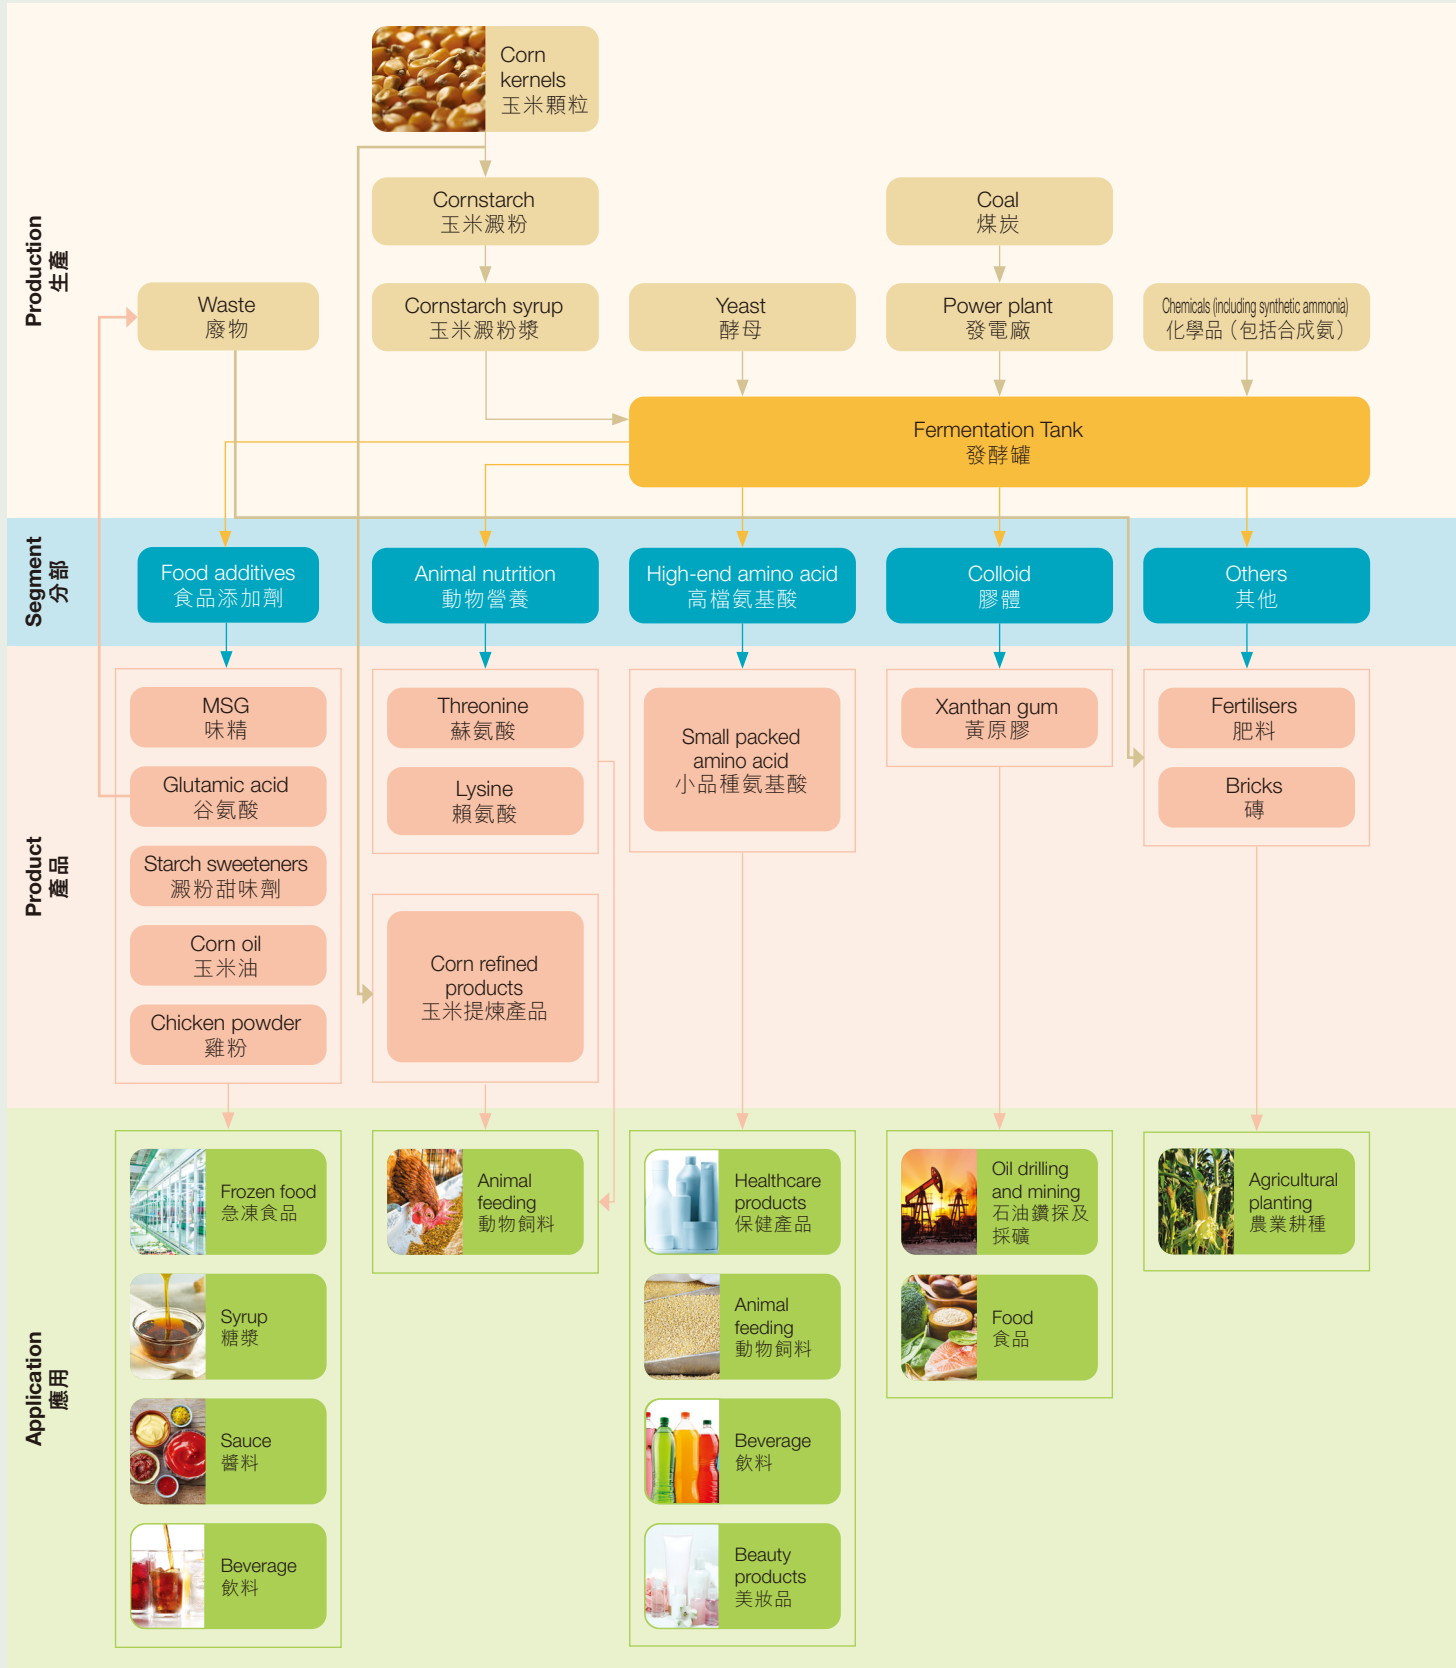 Production
生產
Corn
kernels
玉米顆粒
Cornstarch
玉米澱粉
Coal
煤炭
Waste
廢物
Cornstarch syrup
玉米澱粉漿
Yeast
酵母
Power plant
發電廠
Chemicals (including synthetic ammonia)
化學品（包括合成氨）
Fermentation Tank
發酵罐
Segment
分部
Food additives
食品添加劑
Animal nutrition
動物營養
High-end amino acid
高檔氨基酸
Colloid
膠體
Others
其他
Product
產品
MSG
味精
Glutamic acid
谷氨酸
Starch sweeteners
澱粉甜味劑
Corn oil
玉米油
Chicken powder
雞粉
Threonine
蘇氨酸
Lysine
賴氨酸
Corn refined
products
玉米提煉產品
Small packed
amino acid
小品種氨基酸
Xanthan gum
黃原膠
Fertilisers
肥料
Bricks
磚
Application
應用
Frozen food
急凍食品
Syrup
糖漿
Sauce
醬料
Beverage
飲料
Animal
feeding
動物飼料
Healthcare
products
保健產品
Animal
feeding
動物飼料
Beverage
飲料
Beauty
products
美妝品
Oil drilling
and mining
石油鑽探及
採礦
Food
食品
Agricultural
planting
農業耕種